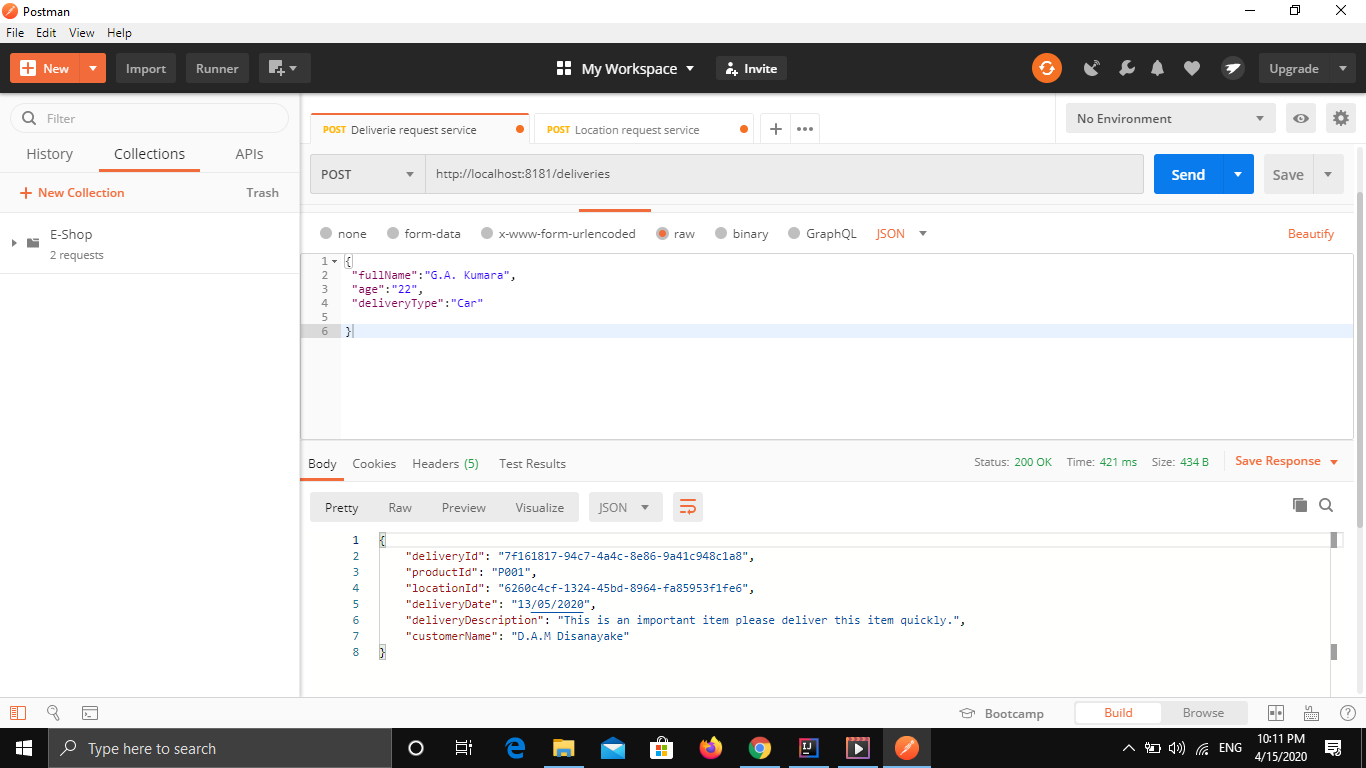 Postman
File Edit View Help
New Import Runner My Workspace Invite Upgrade
Filter
History Collections APIs
New Collection Trash
E-Shop
2 requests
POST Deliverie request service POST Location request service
No Environment
POST http://localhost:8181/deliveries Send Save
none form-data x-www-form-urlencoded raw binary GraphQL JSON Beautify
1 {
2 "fullName":"G.A. Kumara",
3 "age":"22",
4 "deliveryType":"Car"
5
6 }
Body Cookies Headers (5) Test Results Status: 200 OK Time: 421 ms Size: 434 B Save Response
Pretty Raw Preview Visualize JSON
1 {
2 "deliveryId": "7f161817-94c7-4a4c-8e86-9a41c948c1a8",
3 "productId": "P001",
4 "locationId": "6260c4cf-1324-45bd-8964-fa85953f1fe6",
5 "deliveryDate": "13/05/2020",
6 "deliveryDescription": "This is an important item please deliver this item quickly.",
7 "customerName": "D.A.M Disanayake"
8 }
Bootcamp Build Browse
Type here to search
ENG
10:11 PM
4/15/2020